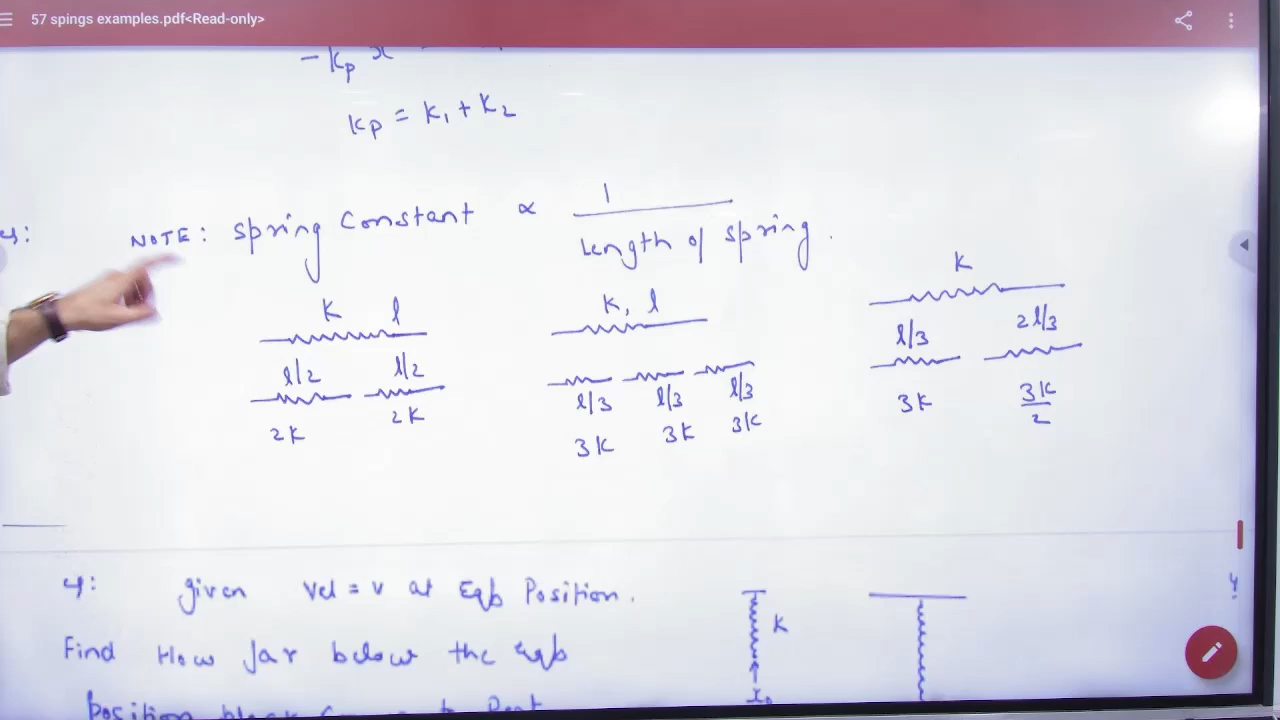 57 spings examples.pdf<Read-only>
- Kp x
Kp = K1 + K2
4:
NOTE: Spring Constant ∝ 1 / Length of spring.
K l
K, l
K
l/2 l/2
l/3 2l/3
2K 2K
l/3 l/3 l/3
3K 3K 3K
3K 3K/2
4: given vel = v at Eqb Position.
Find How far below the Eqb
K
x0
4: